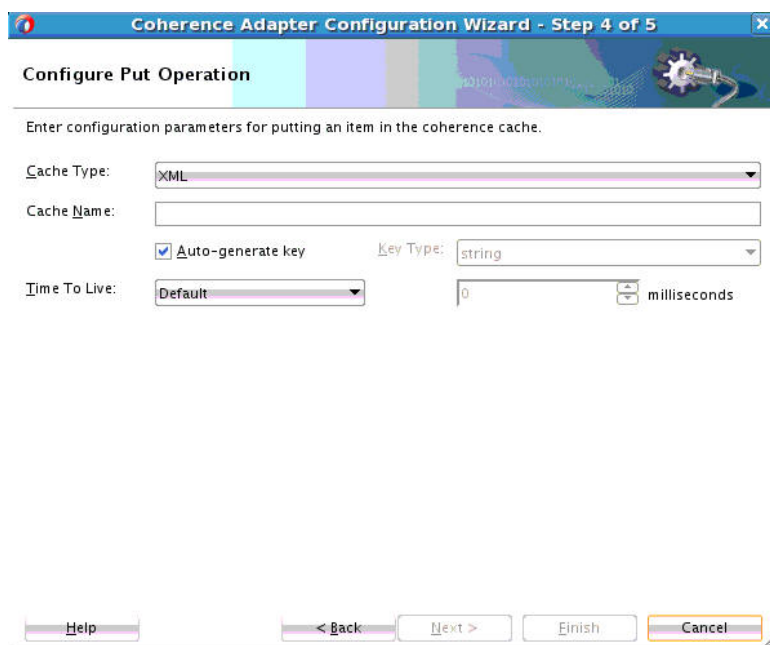 Coherence Adapter Configuration Wizard - Step 4 of 5
Configure Put Operation
Enter configuration parameters for putting an item in the coherence cache.
Cache Type:
XML
Cache Name:
Auto-generate key
Key Type:
string
Time To Live:
Default
0
milliseconds
Help
< Back
Next >
Finish
Cancel